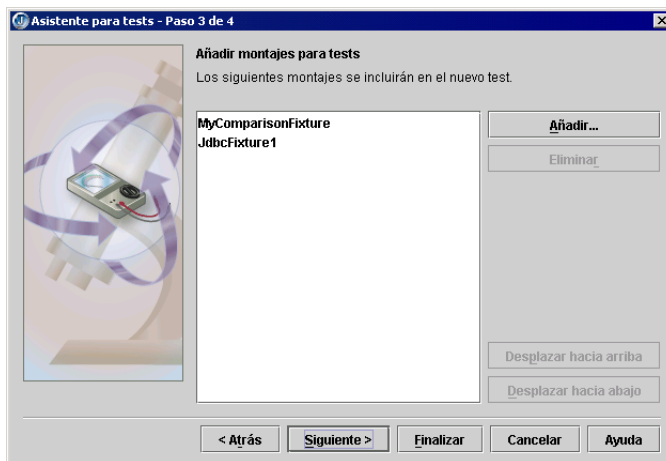 Asistente para tests - Paso 3 de 4
Añadir montajes para tests
Los siguientes montajes se incluirán en el nuevo test.
MyComparisonFixture
JdbcFixture1
Añadir...
Eliminar
Desplazar hacia arriba
Desplazar hacia abajo
< Atrás
Siguiente >
Finalizar
Cancelar
Ayuda